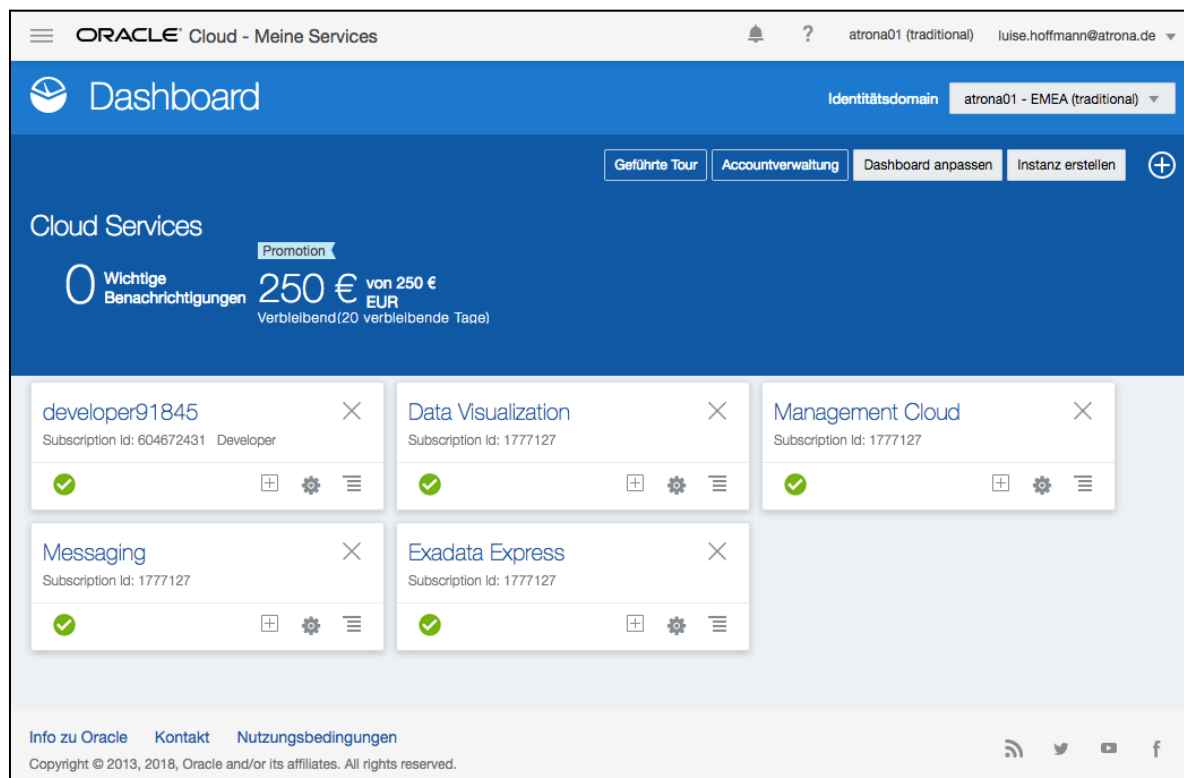 ORACLE® Cloud - Meine Services
? atrona01 (traditional) luise.hoffmann@atrona.de
Dashboard
Identitätsdomain atrona01 - EMEA (traditional)
Geführte Tour Accountverwaltung Dashboard anpassen Instanz erstellen
Cloud Services
Promotion
0 Wichtige Benachrichtigungen
250 € von 250 € EUR
Verbleibend(20 verbleibende Tage)
developer91845
Subscription Id: 604672431 Developer
Data Visualization
Subscription Id: 1777127
Management Cloud
Subscription Id: 1777127
Messaging
Subscription Id: 1777127
Exadata Express
Subscription Id: 1777127
Info zu Oracle Kontakt Nutzungsbedingungen
Copyright © 2013, 2018, Oracle and/or its affiliates. All rights reserved.